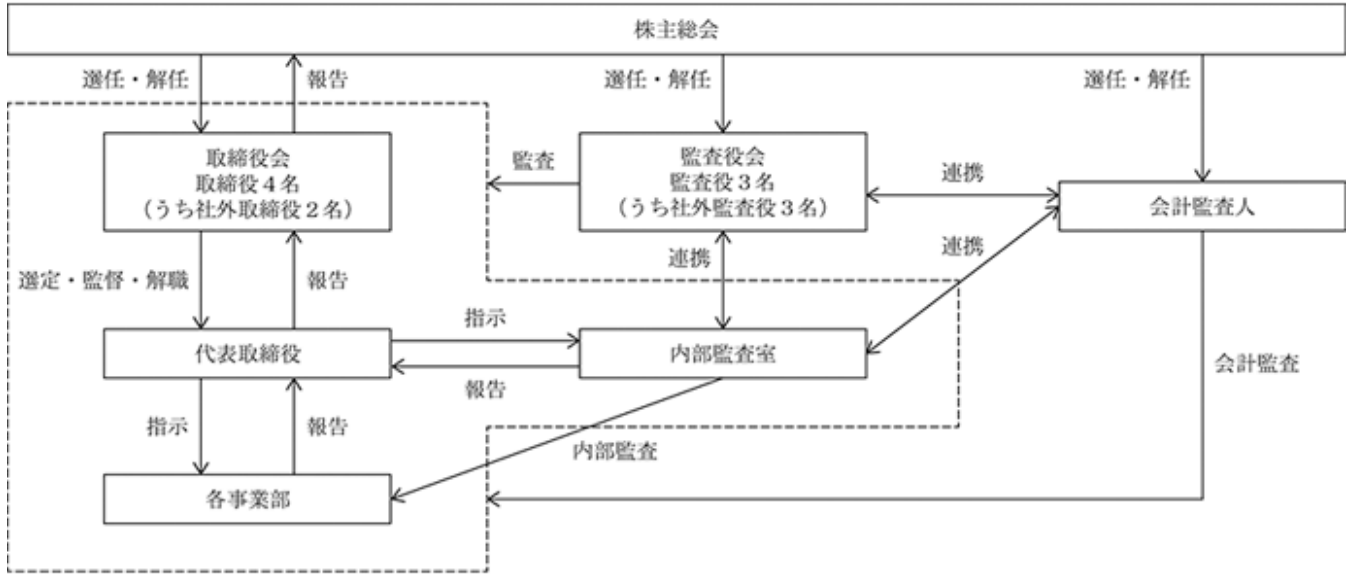 株主総会
選任・解任
報告
選任・解任
選任・解任
取締役会
取締役４名
（うち社外取締役２名）
監査
監査役会
監査役３名
（うち社外監査役３名）
連携
会計監査人
選定・監督・解職
報告
連携
連携
代表取締役
指示
報告
内部監査室
会計監査
指示
報告
内部監査
各事業部